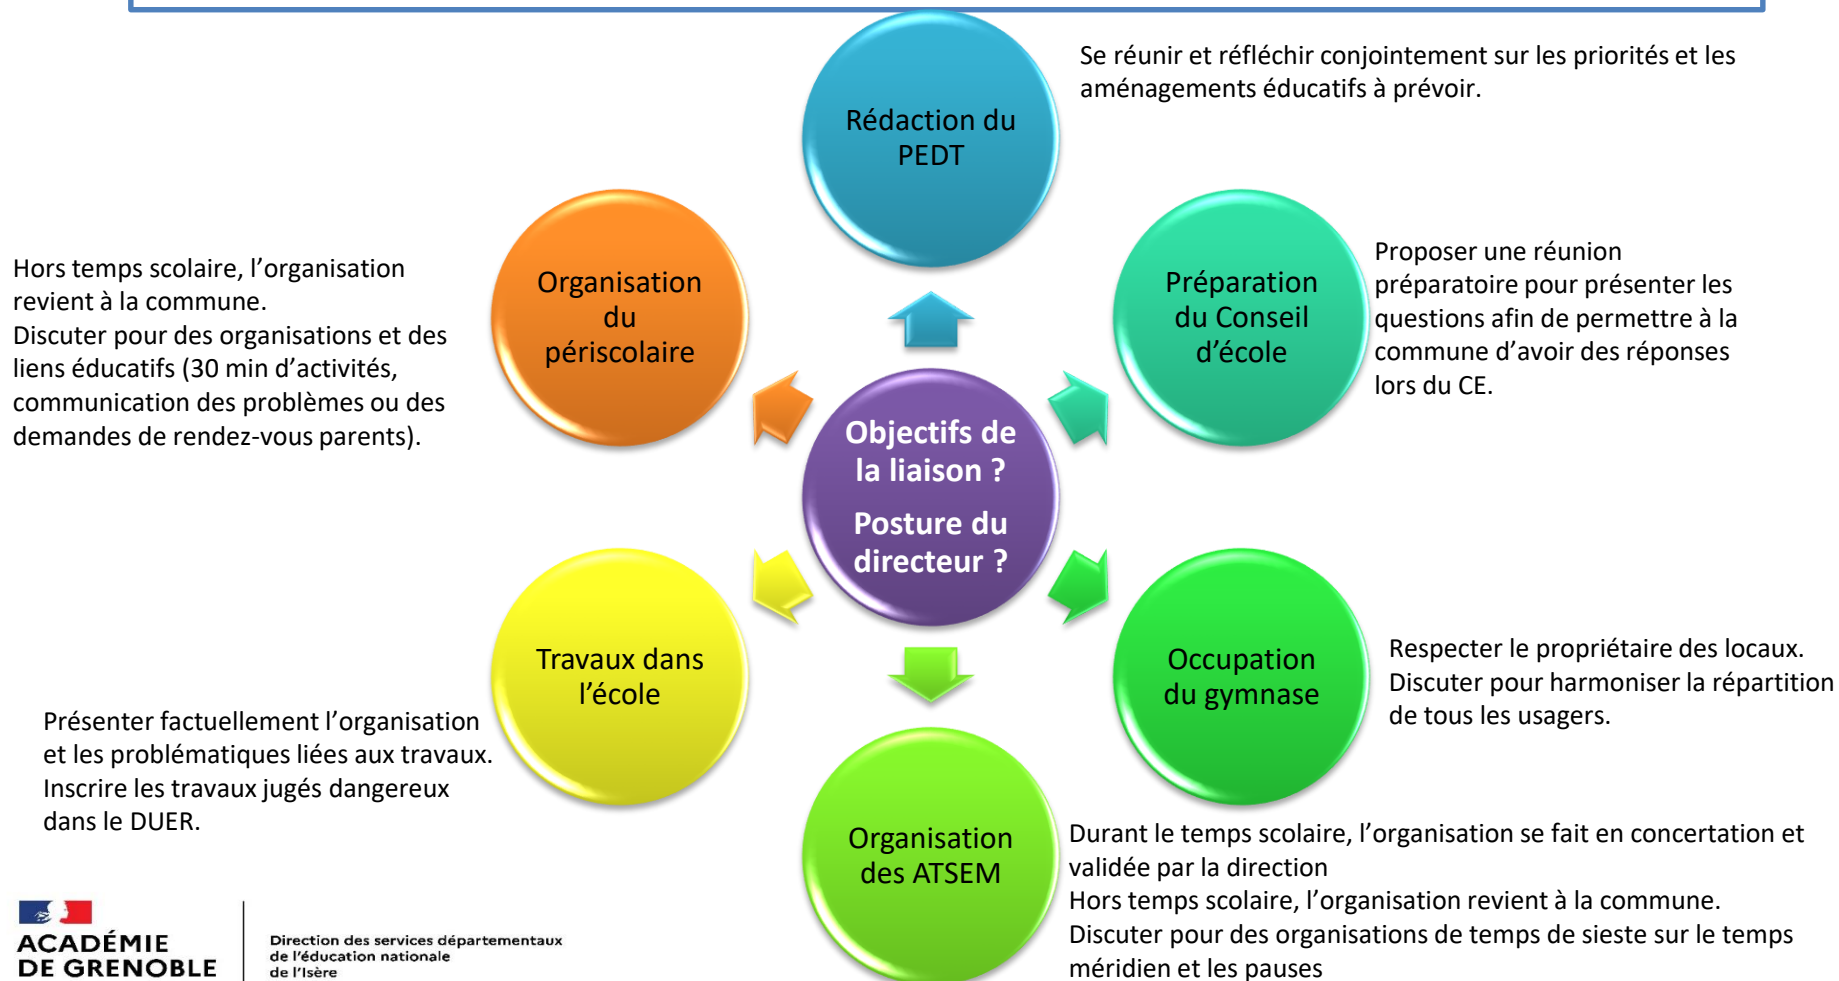 Se réunir et réfléchir conjointement sur les priorités et les
aménagements éducatifs à prévoir.
Rédaction du
PEDT
Hors temps scolaire, l’organisation
revient à la commune.
Discuter pour des organisations et des
liens éducatifs (30 min d’activités,
communication des problèmes ou des
demandes de rendez-vous parents).
Organisation
du
périscolaire
Préparation
du Conseil
d’école
Proposer une réunion
préparatoire pour présenter les
questions afin de permettre à la
commune d’avoir des réponses
lors du CE.
Objectifs de
la liaison ?
Posture du
directeur ?
Travaux dans
l’école
Présenter factuellement l’organisation
et les problématiques liées aux travaux.
Inscrire les travaux jugés dangereux
dans le DUER.
Occupation
du gymnase
Respecter le propriétaire des locaux.
Discuter pour harmoniser la répartition
de tous les usagers.
Organisation
des ATSEM
Durant le temps scolaire, l’organisation se fait en concertation et
validée par la direction
Hors temps scolaire, l’organisation revient à la commune.
Discuter pour des organisations de temps de sieste sur le temps
méridien et les pauses
ACADÉMIE
DE GRENOBLE
Direction des services départementaux
de l’éducation nationale
de l’Isère